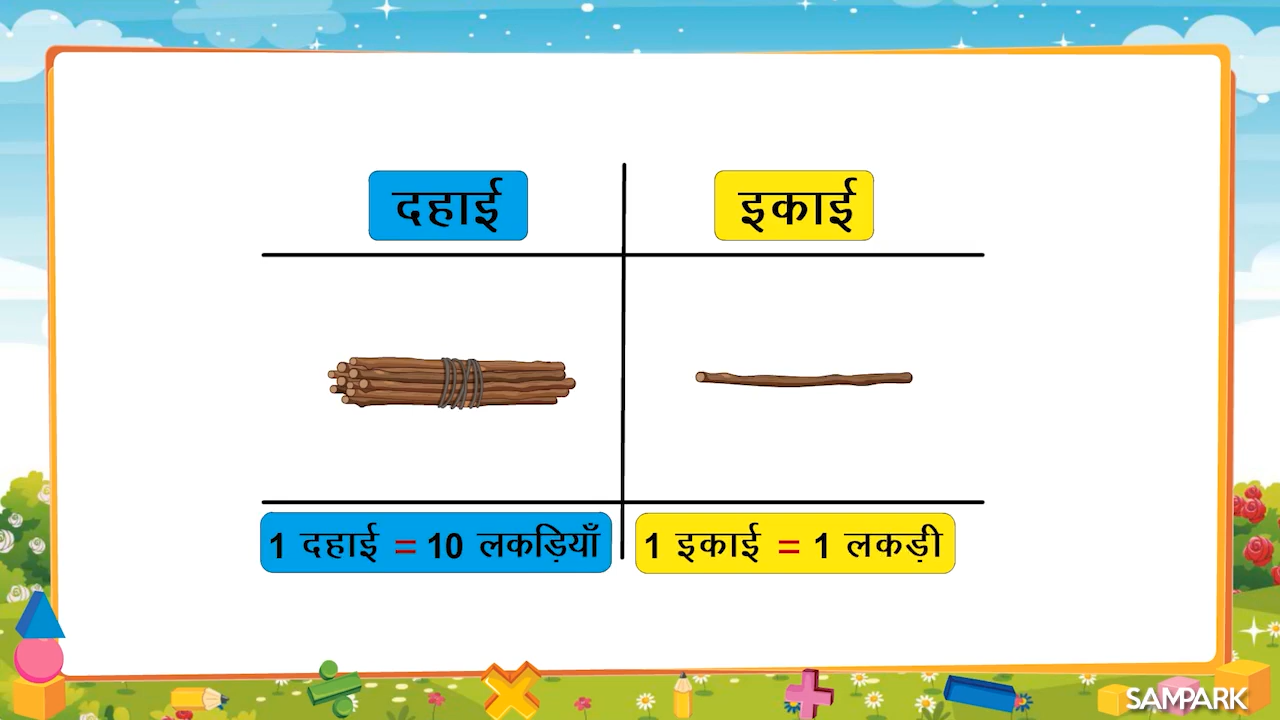 दहाई
इकाई
1 दहाई = 10 लकड़ियाँ
1 इकाई = 1 लकड़ी
SAMPARK